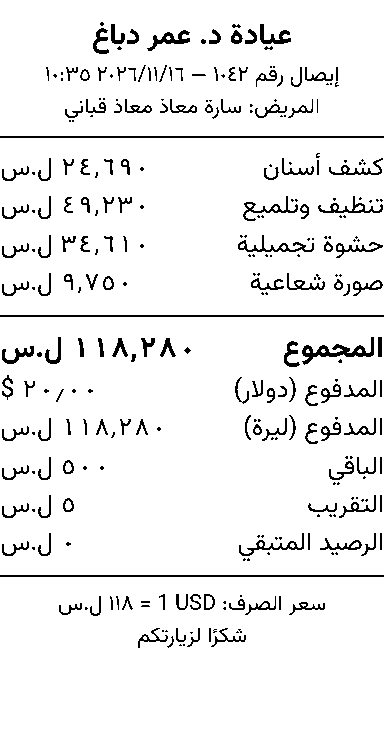 عيادة د. عمر دباغ
إيصال رقم ١٠٤٢ — ٢٠٢٦/١١/١٦ ١٠:٣٥
المريض: سارة معاذ معاذ قباني
كشف أسنان ٢٤,٦٩٠ ل.س
تنظيف وتلميع ٤٩,٢٣٠ ل.س
حشوة تجميلية ٣٤,٦١٠ ل.س
صورة شعاعية ٩,٧٥٠ ل.س
المجموع ١١٨,٢٨٠ ل.س
المدفوع (دولار) ٢٠٫٠٠ $
المدفوع (ليرة) ١١٨,٢٨٠ ل.س
الباقي ٥٠٠ ل.س
التقريب ٥ ل.س
الرصيد المتبقي ٠ ل.س
سعر الصرف: 1 USD = ١١٨ ل.س
شكرًا لزيارتكم